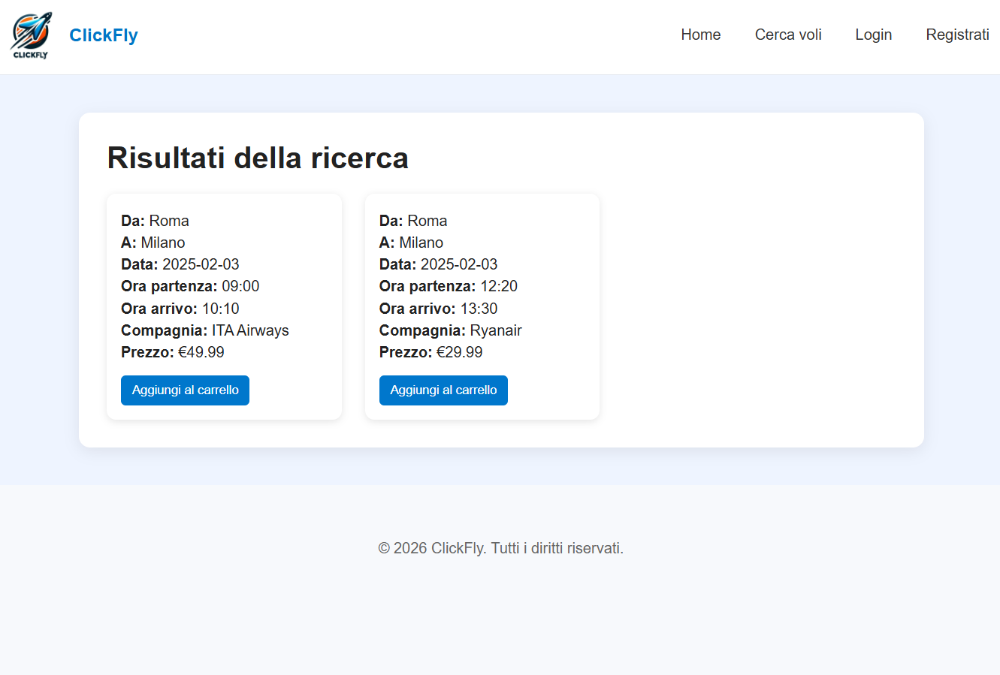 CLICKFLY
ClickFly
Home
Cerca voli
Login
Registrati
Risultati della ricerca
Da: Roma
A: Milano
Data: 2025-02-03
Ora partenza: 09:00
Ora arrivo: 10:10
Compagnia: ITA Airways
Prezzo: €49.99
Aggiungi al carrello
Da: Roma
A: Milano
Data: 2025-02-03
Ora partenza: 12:20
Ora arrivo: 13:30
Compagnia: Ryanair
Prezzo: €29.99
Aggiungi al carrello
© 2026 ClickFly. Tutti i diritti riservati.